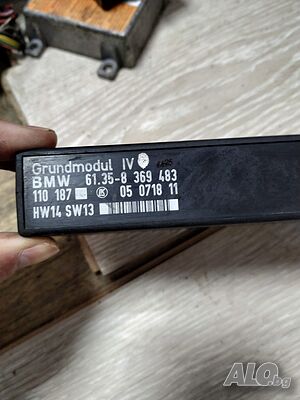 Grundmodul IV
BMW 61.35-8 369 483
110 187 05 0718 11
HW14 SW13
ALO.bg